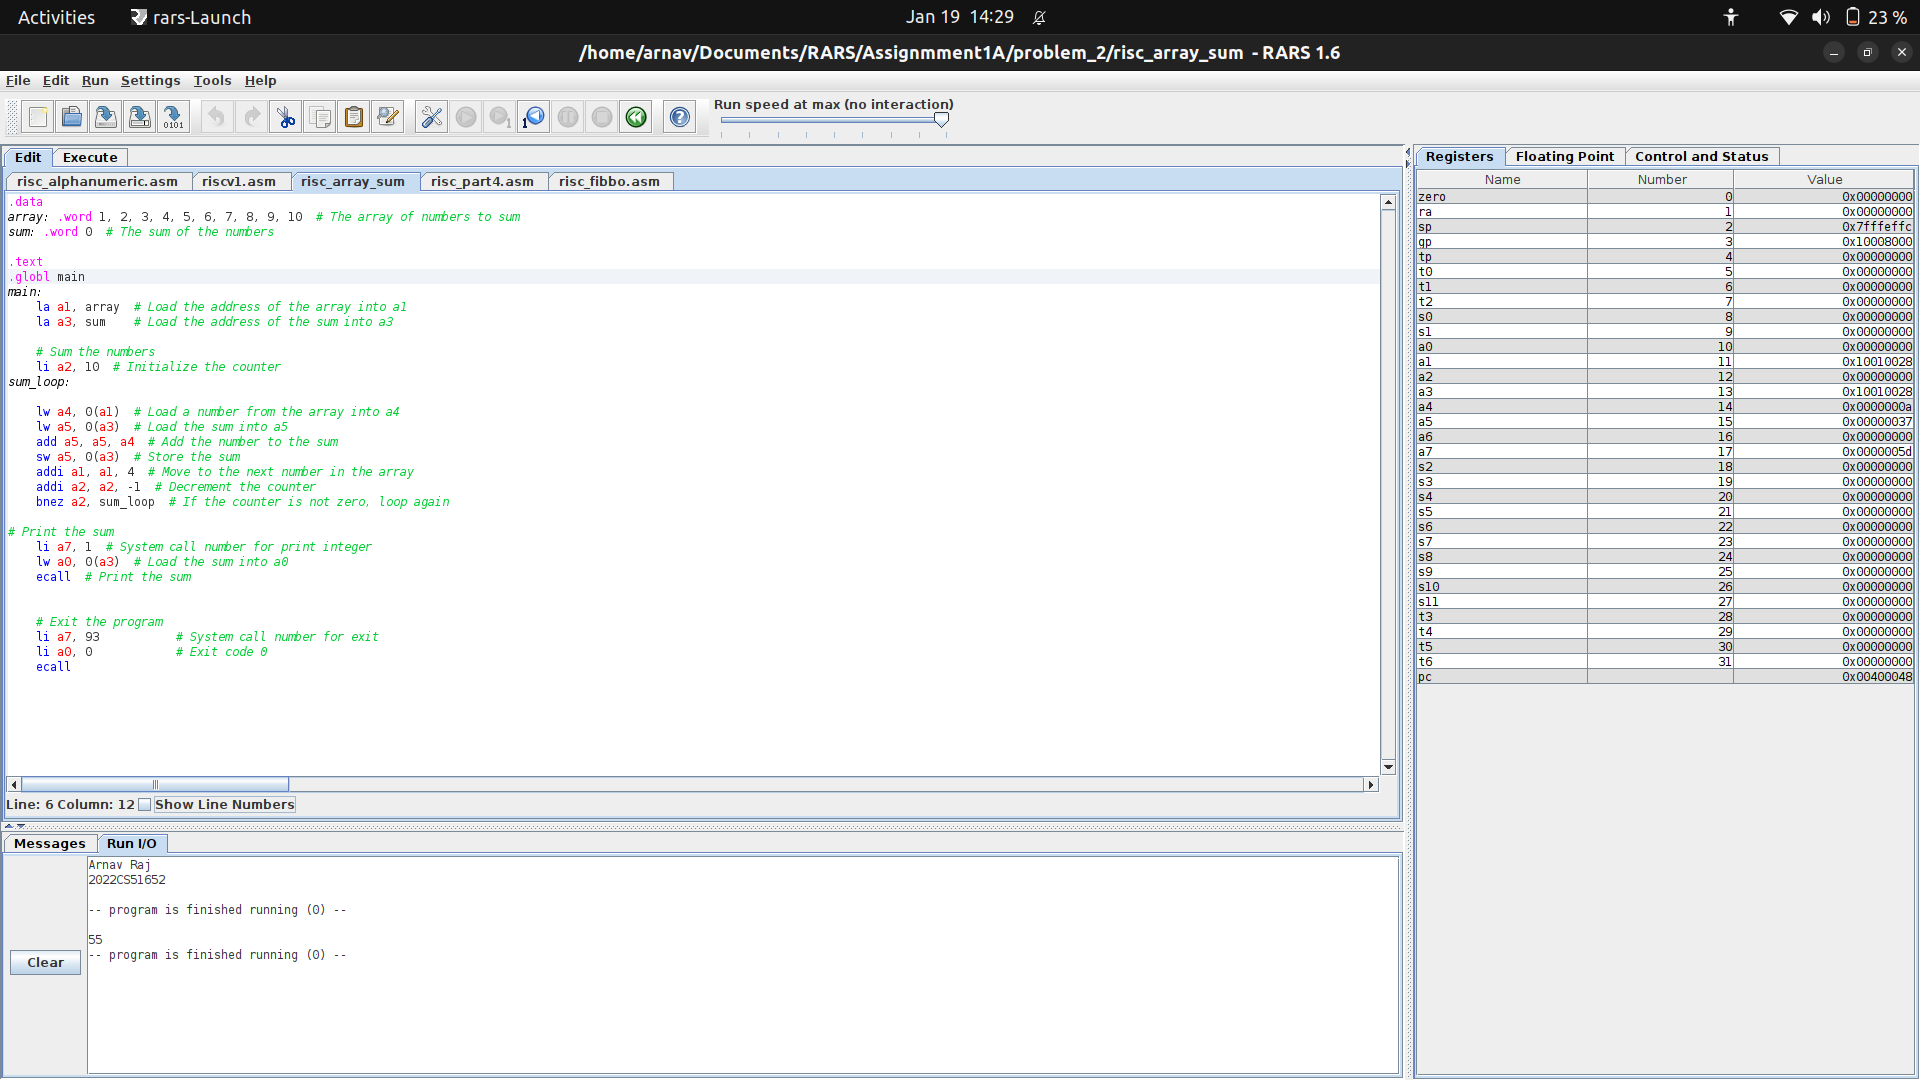 Activities rars-Launch Jan 19 14:29 23 %
/home/arnav/Documents/RARS/Assignmment1A/problem_2/risc_array_sum - RARS 1.6
File Edit Run Settings Tools Help
Run speed at max (no interaction)
Edit Execute
risc_alphanumeric.asm riscv1.asm risc_array_sum risc_part4.asm risc_fibbo.asm
.data
array: .word 1, 2, 3, 4, 5, 6, 7, 8, 9, 10 # The array of numbers to sum
sum: .word 0 # The sum of the numbers
.text
.globl main
main:
la a1, array # Load the address of the array into a1
la a3, sum # Load the address of the sum into a3
# Sum the numbers
li a2, 10 # Initialize the counter
sum_loop:
lw a4, 0(a1) # Load a number from the array into a4
lw a5, 0(a3) # Load the sum into a5
add a5, a5, a4 # Add the number to the sum
sw a5, 0(a3) # Store the sum
addi a1, a1, 4 # Move to the next number in the array
addi a2, a2, -1 # Decrement the counter
bnez a2, sum_loop # If the counter is not zero, loop again
# Print the sum
li a7, 1 # System call number for print integer
lw a0, 0(a3) # Load the sum into a0
ecall # Print the sum
# Exit the program
li a7, 93 # System call number for exit
li a0, 0 # Exit code 0
ecall
Line: 6 Column: 12 Show Line Numbers
Messages Run I/O
Clear
Arnav Raj
2022CS51652
-- program is finished running (0) --
55
-- program is finished running (0) --
Registers Floating Point Control and Status
Name Number Value
zero 0 0x00000000
ra 1 0x00000000
sp 2 0x7fffeffc
gp 3 0x10008000
tp 4 0x00000000
t0 5 0x00000000
t1 6 0x00000000
t2 7 0x00000000
s0 8 0x00000000
s1 9 0x00000000
a0 10 0x00000000
a1 11 0x10010028
a2 12 0x00000000
a3 13 0x10010028
a4 14 0x0000000a
a5 15 0x00000037
a6 16 0x00000000
a7 17 0x0000005d
s2 18 0x00000000
s3 19 0x00000000
s4 20 0x00000000
s5 21 0x00000000
s6 22 0x00000000
s7 23 0x00000000
s8 24 0x00000000
s9 25 0x00000000
s10 26 0x00000000
s11 27 0x00000000
t3 28 0x00000000
t4 29 0x00000000
t5 30 0x00000000
t6 31 0x00000000
pc 0x00400048